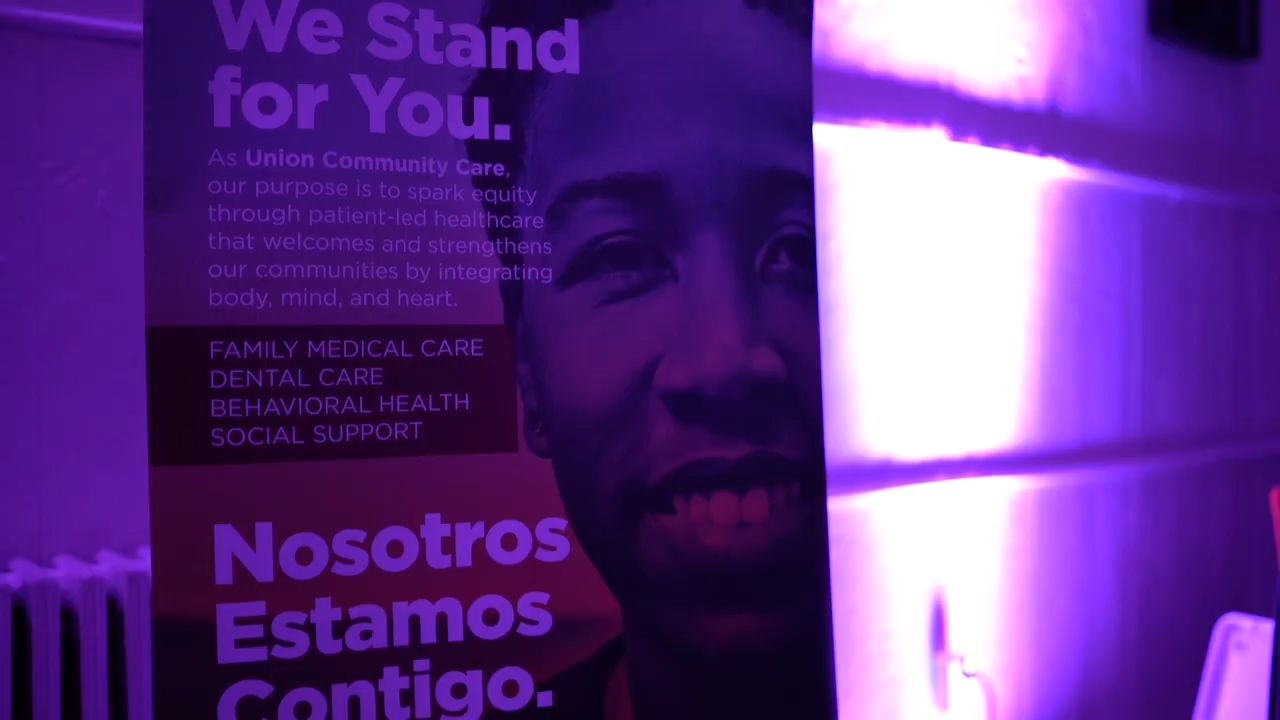 We Stand
for You.
As Union Community Care,
our purpose is to spark equity
through patient-led healthcare
that welcomes and strengthens
our communities by integrating
body, mind, and heart.
FAMILY MEDICAL CARE
DENTAL CARE
BEHAVIORAL HEALTH
SOCIAL SUPPORT
Nosotros
Estamos
Contigo.